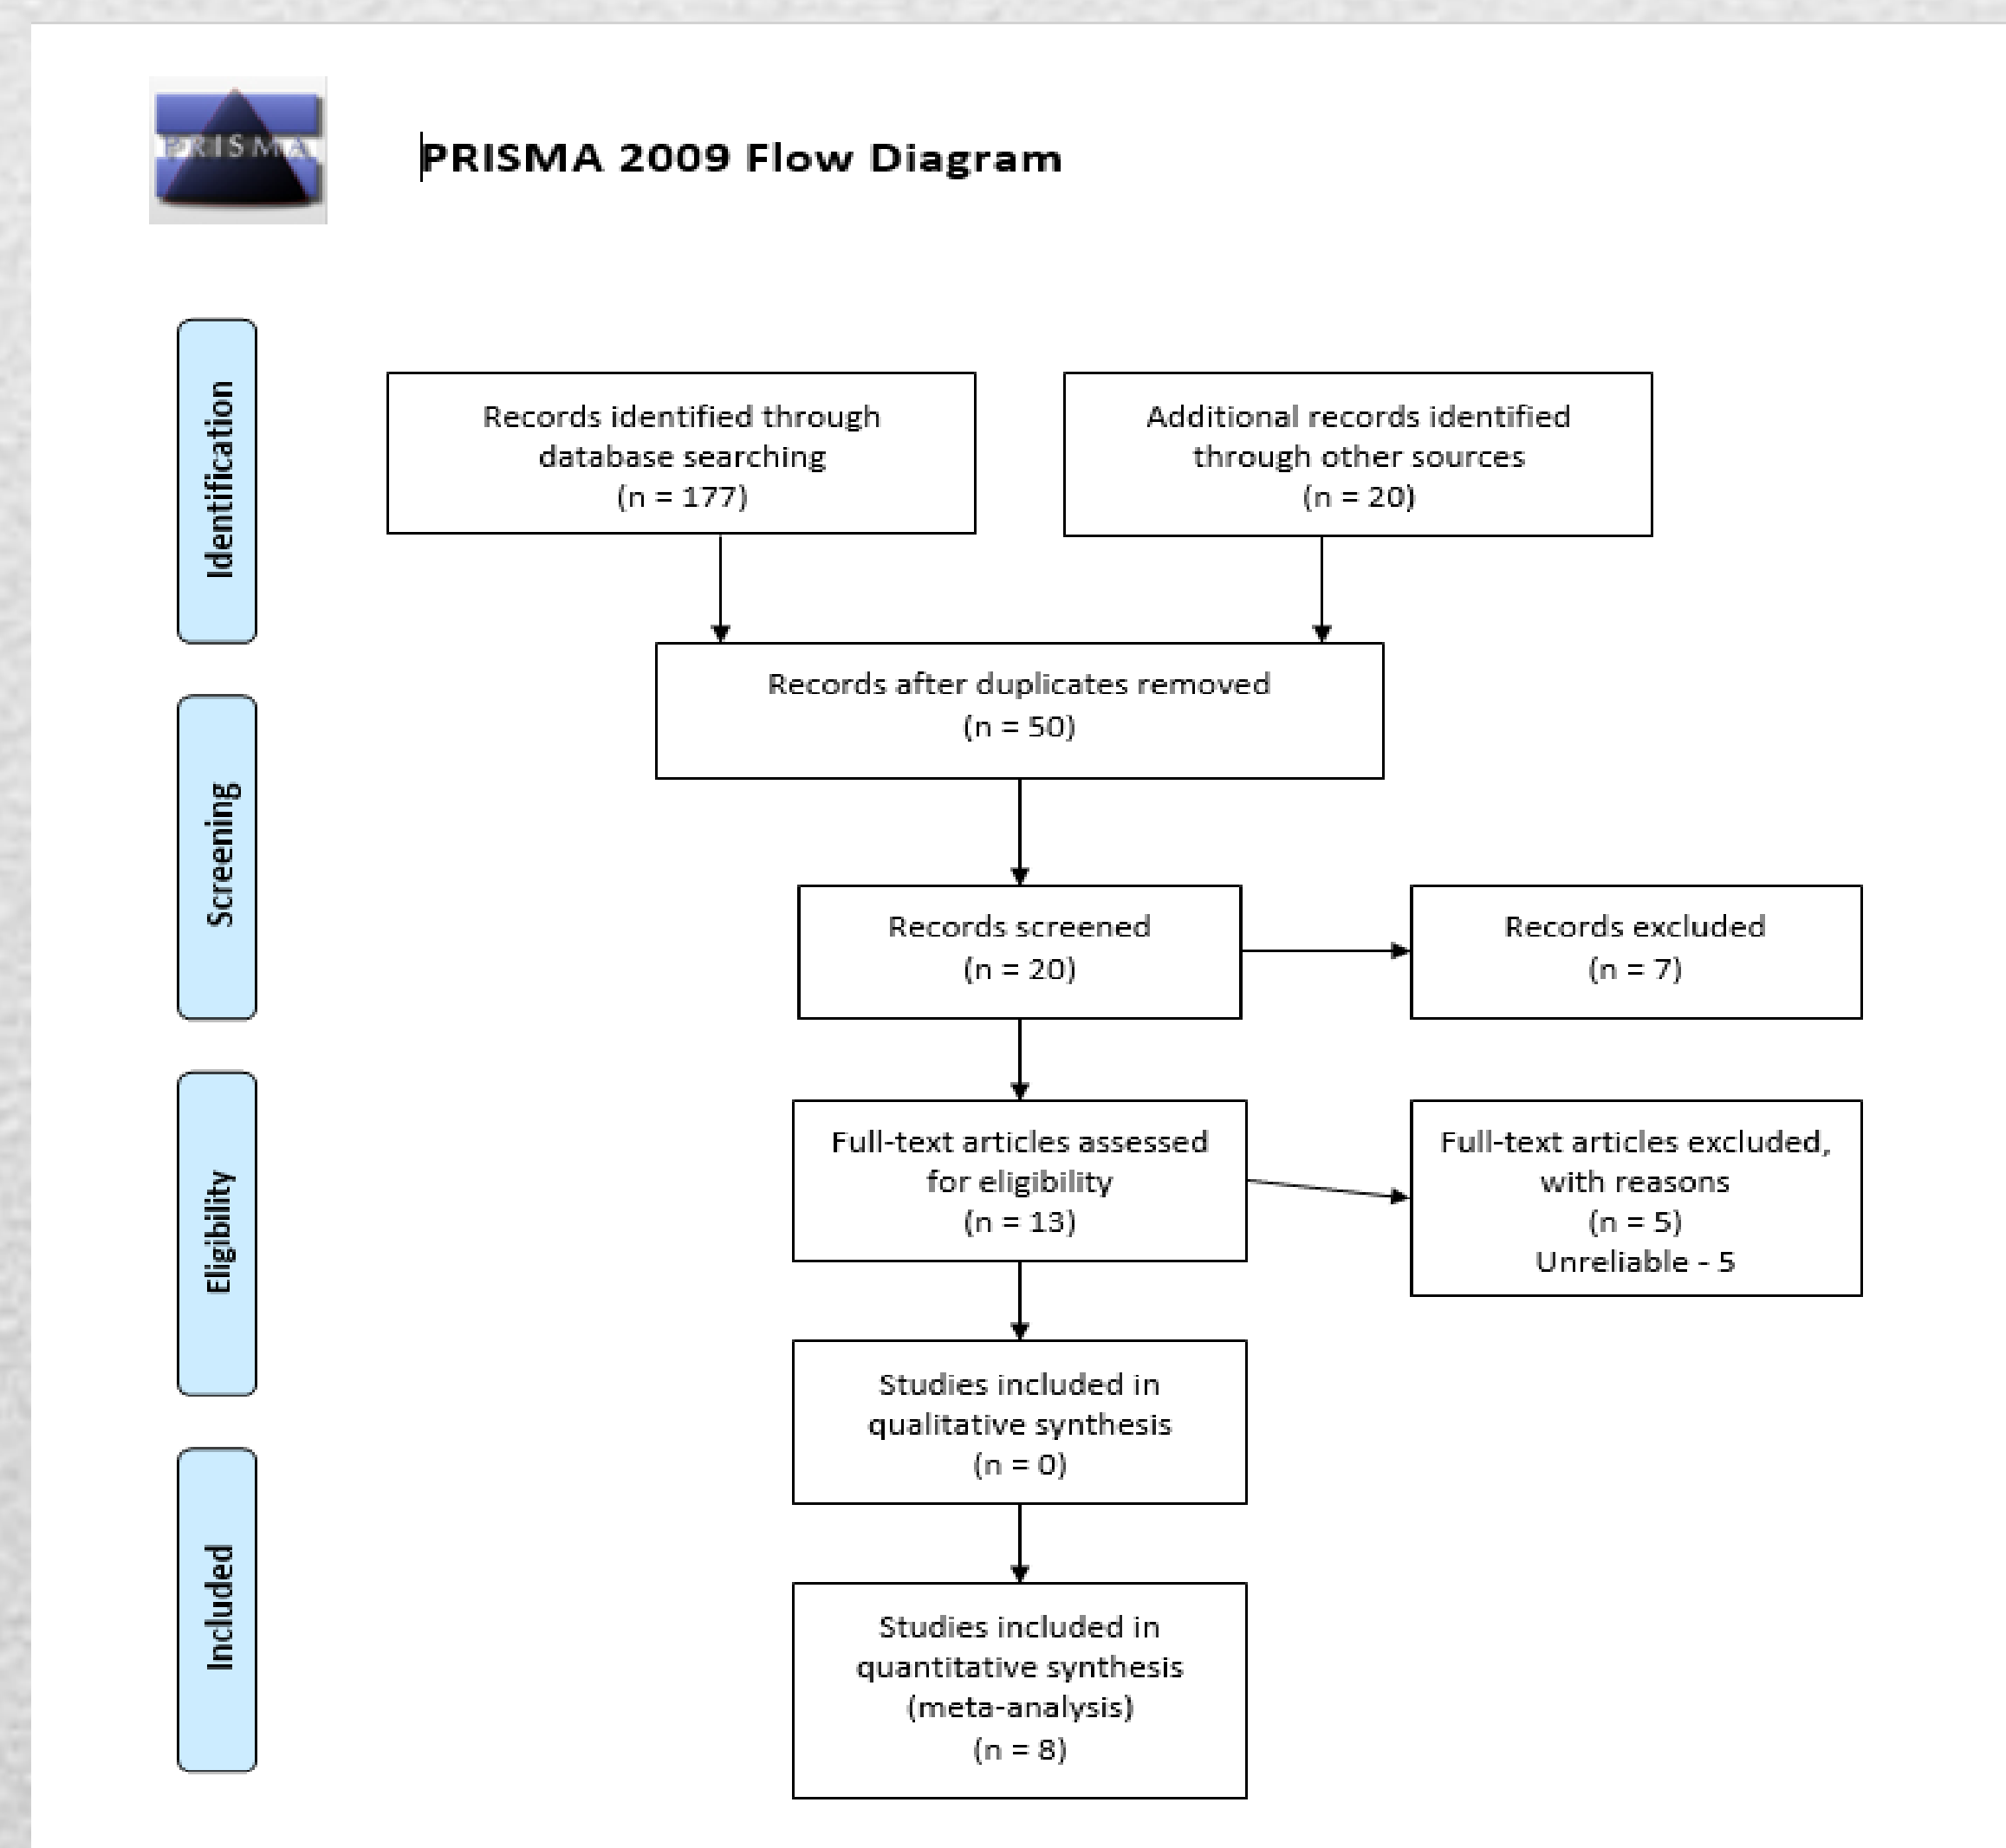 PRISMA
PRISMA 2009 Flow Diagram
Identification
Records identified through
database searching
(n = 177)
Additional records identified
through other sources
(n = 20)
Records after duplicates removed
(n = 50)
Screening
Records screened
(n = 20)
Records excluded
(n = 7)
Eligibility
Full-text articles assessed
for eligibility
(n = 13)
Full-text articles excluded,
with reasons
(n = 5)
Unreliable - 5
Studies included in
qualitative synthesis
(n = 0)
Included
Studies included in
quantitative synthesis
(meta-analysis)
(n = 8)